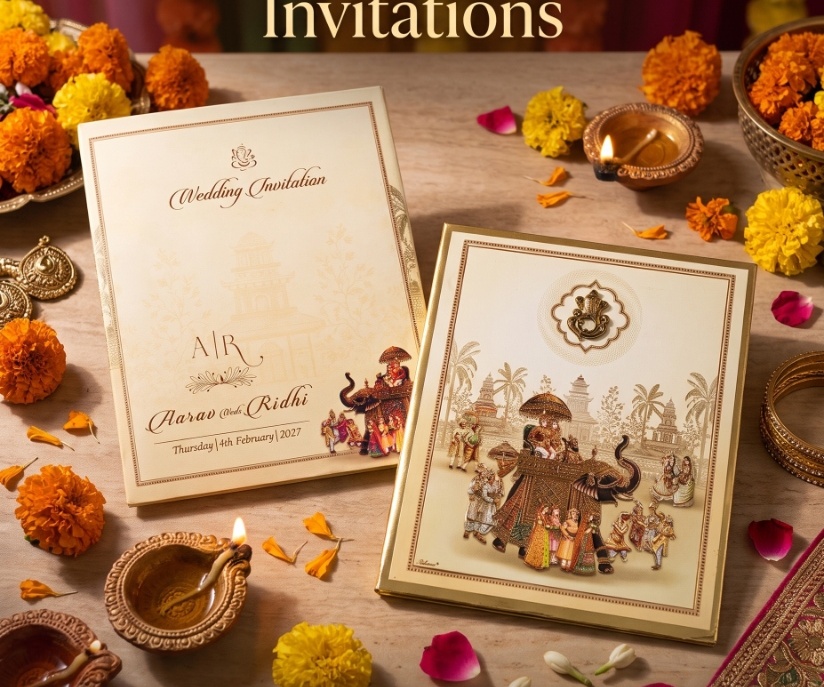 Invitations
Wedding Invitation
A|R
Aarav Weds Ridhi
Thursday | 4th February | 2027